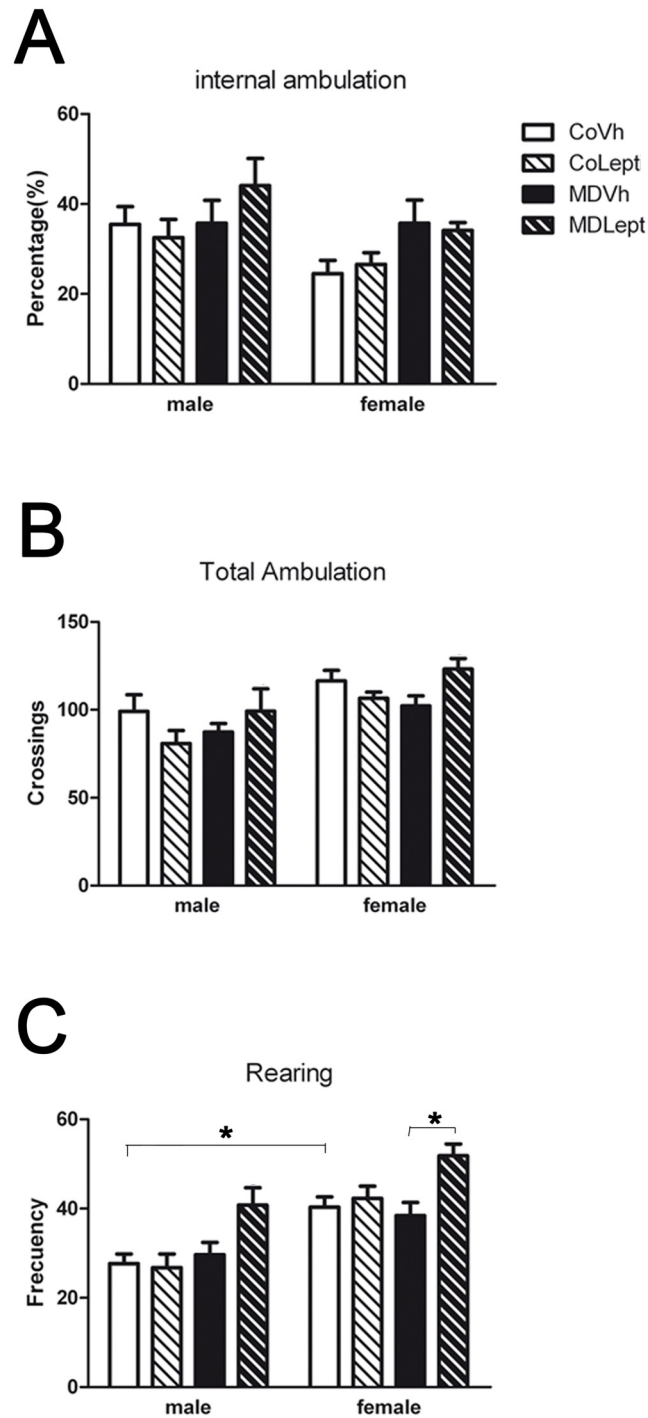 A
internal ambulation
60
40
20
0
Percentage(%)
male
female
CoVh
CoLept
MDVh
MDLept
B
Total Ambulation
150
100
50
0
Crossings
male
female
C
Rearing
60
40
20
0
Frecuency
*
*
male
female